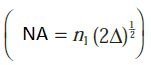 ( NA = n₁ (2Δ)^{1/2} )